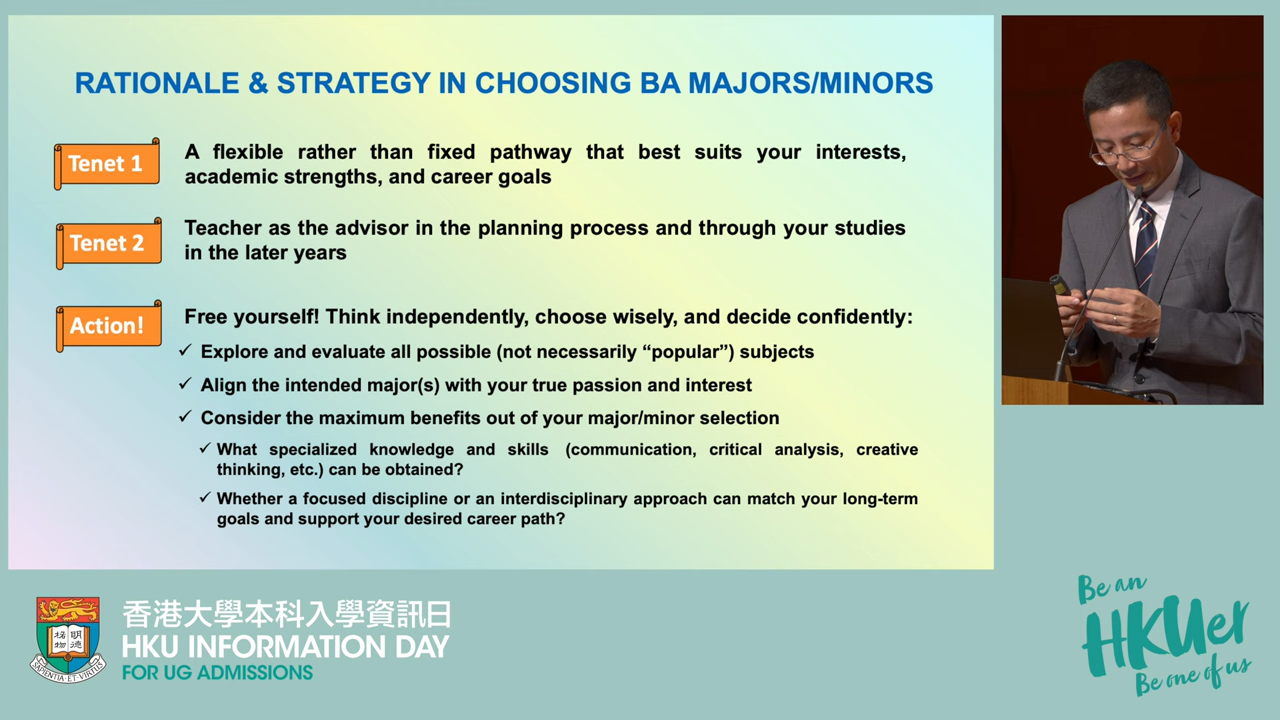 RATIONALE & STRATEGY IN CHOOSING BA MAJORS/MINORS
Tenet 1
A flexible rather than fixed pathway that best suits your interests,
academic strengths, and career goals
Tenet 2
Teacher as the advisor in the planning process and through your studies
in the later years
Action!
Free yourself! Think independently, choose wisely, and decide confidently:
✓ Explore and evaluate all possible (not necessarily “popular”) subjects
✓ Align the intended major(s) with your true passion and interest
✓ Consider the maximum benefits out of your major/minor selection
✓ What specialized knowledge and skills (communication, critical analysis, creative
thinking, etc.) can be obtained?
✓ Whether a focused discipline or an interdisciplinary approach can match your long-term
goals and support your desired career path?
明德
格物
SAPIENTIA ET VIRTUS
香港大學本科入學資訊日
HKU INFORMATION DAY
FOR UG ADMISSIONS
Be an
HKUer
Be one of us